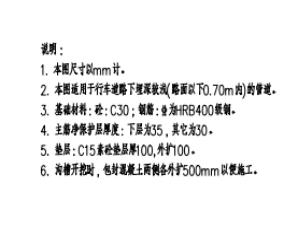 说明：
1. 本图尺寸以mm计。
2. 本图适用于行车道路下埋深较浅(路面以下0.70m内)的管道。
3. 基础材料：砼：C30；钢筋：ф为HRB400级钢。
4. 主筋净保护层厚度：下层为35，其它为30。
5. 垫层：C15素砼垫层厚100,外扩100。
6. 沟槽开挖时，包封混凝土两侧各外扩500mm以便施工。